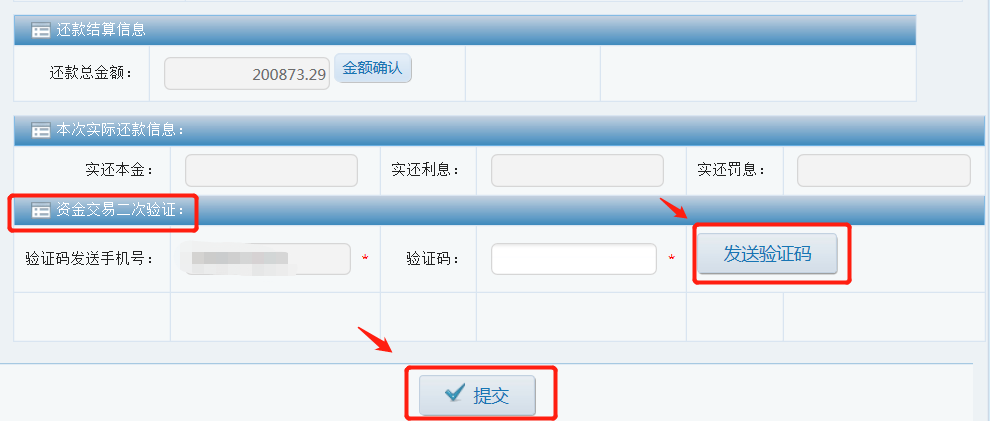 还款结算信息
还款总金额： 200873.29 金额确认
本次实际还款信息：
实还本金： 实还利息： 实还罚息：
资金交易二次验证：
验证码发送手机号： * 验证码： * 发送验证码
提交